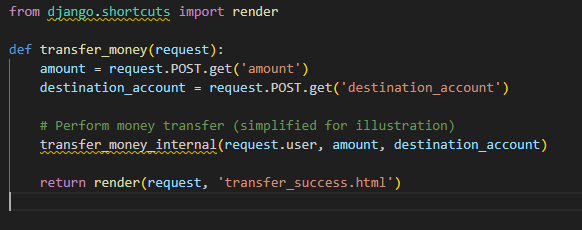 from django.shortcuts import render
def transfer_money(request):
amount = request.POST.get('amount')
destination_account = request.POST.get('destination_account')
# Perform money transfer (simplified for illustration)
transfer_money_internal(request.user, amount, destination_account)
return render(request, 'transfer_success.html')